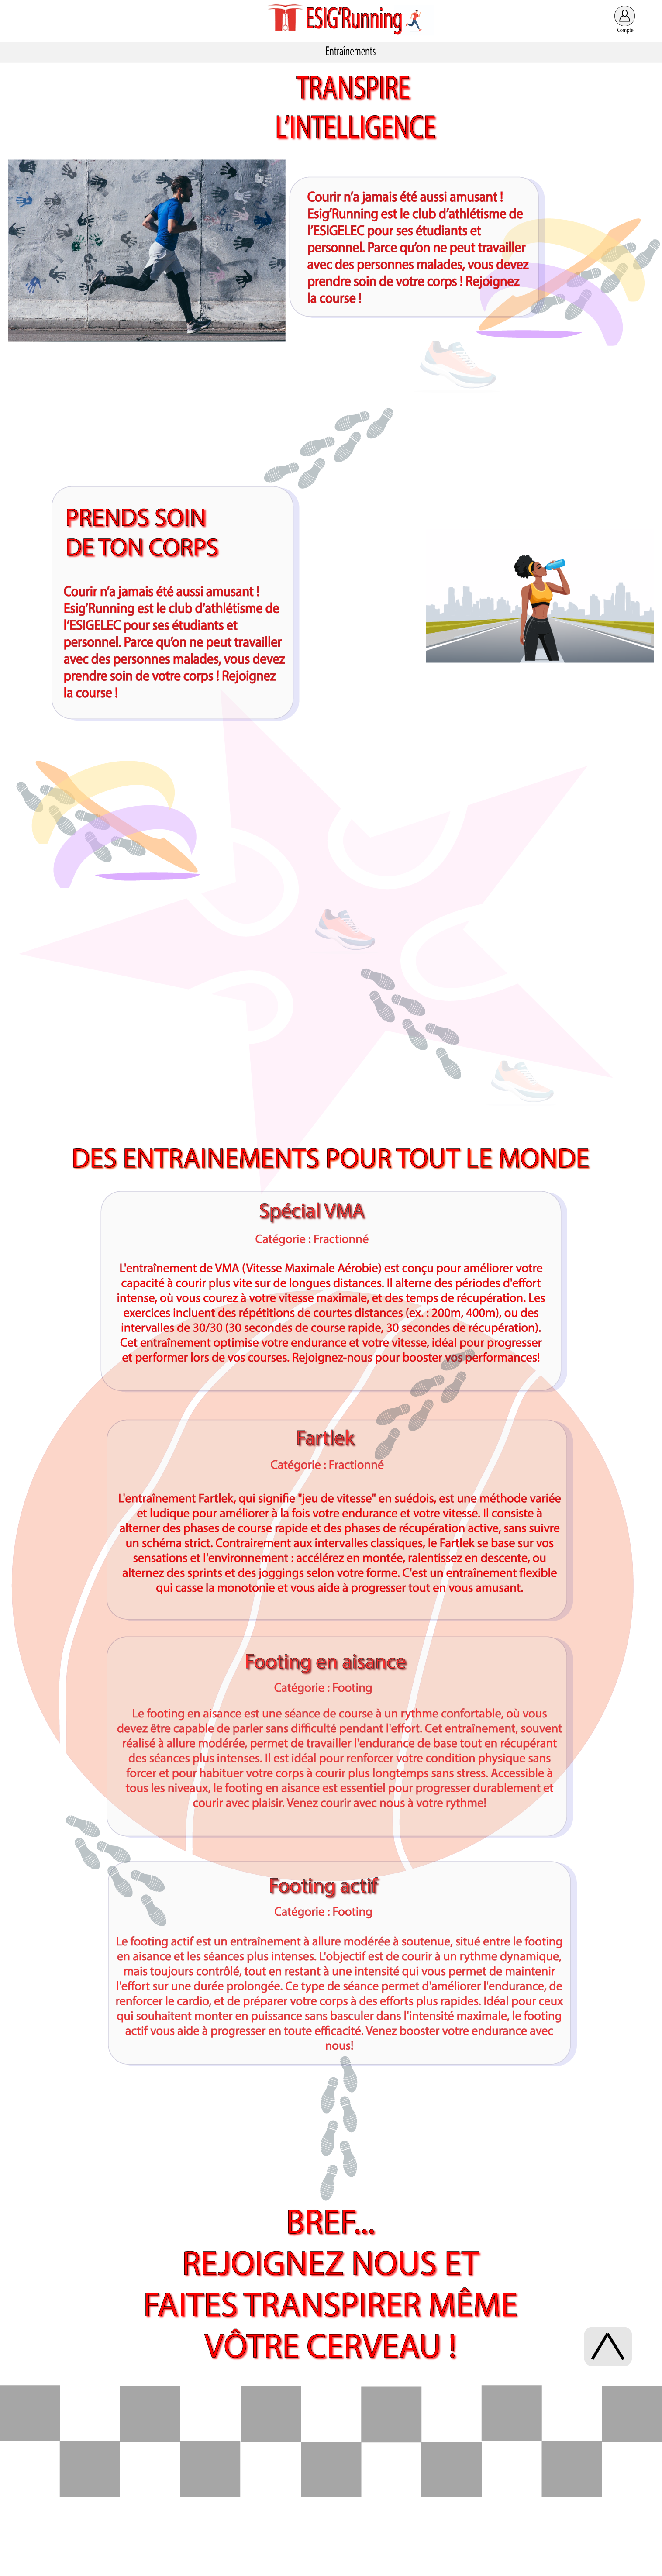 ESIG'Running
Compte
Entraînements
TRANSPIRE
L'INTELLIGENCE
Courir n'a jamais été aussi amusant !
Esig'Running est le club d'athlétisme de
l'ESIGELEC pour ses étudiants et
personnel. Parce qu'on ne peut travailler
avec des personnes malades, vous devez
prendre soin de votre corps ! Rejoignez
la course !
PRENDS SOIN
DE TON CORPS
Courir n'a jamais été aussi amusant !
Esig'Running est le club d'athlétisme de
l'ESIGELEC pour ses étudiants et
personnel. Parce qu'on ne peut travailler
avec des personnes malades, vous devez
prendre soin de votre corps ! Rejoignez
la course !
DES ENTRAINEMENTS POUR TOUT LE MONDE
Spécial VMA
Catégorie : Fractionné
L'entraînement de VMA (Vitesse Maximale Aérobie) est conçu pour améliorer votre
capacité à courir plus vite sur de longues distances. Il alterne des périodes d'effort
intense, où vous courez à votre vitesse maximale, et des temps de récupération. Les
exercices incluent des répétitions de courtes distances (ex. : 200m, 400m), ou des
intervalles de 30/30 (30 secondes de course rapide, 30 secondes de récupération).
Cet entraînement optimise votre endurance et votre vitesse, idéal pour progresser
et performer lors de vos courses. Rejoignez-nous pour booster vos performances!
Fartlek
Catégorie : Fractionné
L'entraînement Fartlek, qui signifie "jeu de vitesse" en suédois, est une méthode variée
et ludique pour améliorer à la fois votre endurance et votre vitesse. Il consiste à
alterner des phases de course rapide et des phases de récupération active, sans suivre
un schéma strict. Contrairement aux intervalles classiques, le Fartlek se base sur vos
sensations et l'environnement : accélérez en montée, ralentissez en descente, ou
alternez des sprints et des joggings selon votre forme. C'est un entraînement flexible
qui casse la monotonie et vous aide à progresser tout en vous amusant.
Footing en aisance
Catégorie : Footing
Le footing en aisance est une séance de course à un rythme confortable, où vous
devez être capable de parler sans difficulté pendant l'effort. Cet entraînement, souvent
réalisé à allure modérée, permet de travailler l'endurance de base tout en récupérant
des séances plus intenses. Il est idéal pour renforcer votre condition physique sans
forcer et pour habituer votre corps à courir plus longtemps sans stress. Accessible à
tous les niveaux, le footing en aisance est essentiel pour progresser durablement et
courir avec plaisir. Venez courir avec nous à votre rythme!
Footing actif
Catégorie : Footing
Le footing actif est un entraînement à allure modérée à soutenue, situé entre le footing
en aisance et les séances plus intenses. L'objectif est de courir à un rythme dynamique,
mais toujours contrôlé, tout en restant à une intensité qui vous permet de maintenir
l'effort sur une durée prolongée. Ce type de séance permet d'améliorer l'endurance, de
renforcer le cardio, et de préparer votre corps à des efforts plus rapides. Idéal pour ceux
qui souhaitent monter en puissance sans basculer dans l'intensité maximale, le footing
actif vous aide à progresser en toute efficacité. Venez booster votre endurance avec
nous!
BREF...
REJOIGNEZ NOUS ET
FAITES TRANSPIRER MÊME
VÔTRE CERVEAU !